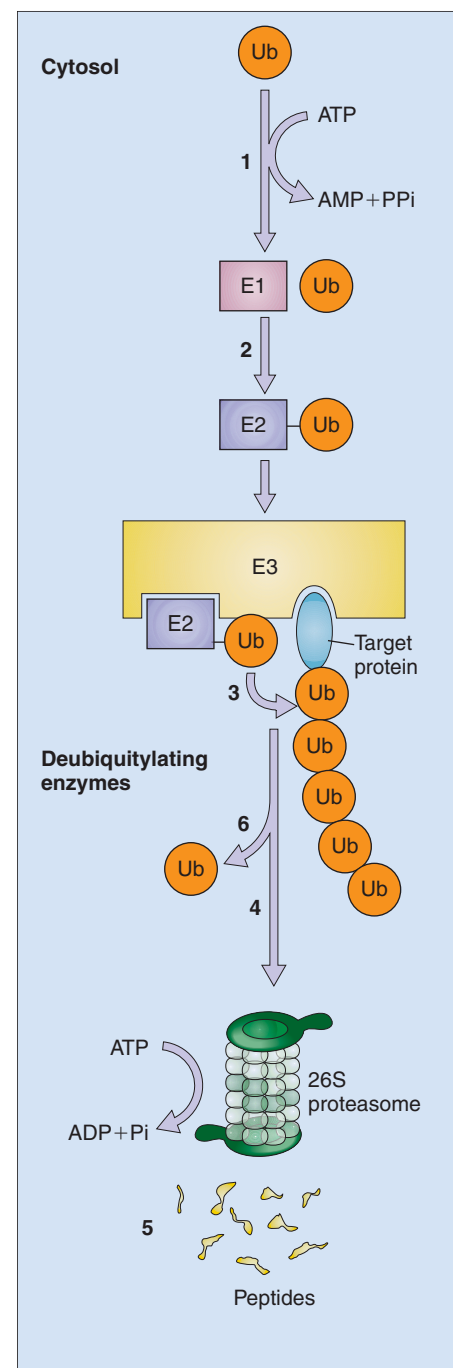 Cytosol
Ub
ATP
1
AMP+PPi
E1
Ub
2
E2
Ub
E3
E2
Ub
Target
protein
3
Ub
Ub
Deubiquitylating
enzymes
Ub
6
Ub
Ub
Ub
4
ATP
26S
proteasome
ADP+Pi
5
Peptides